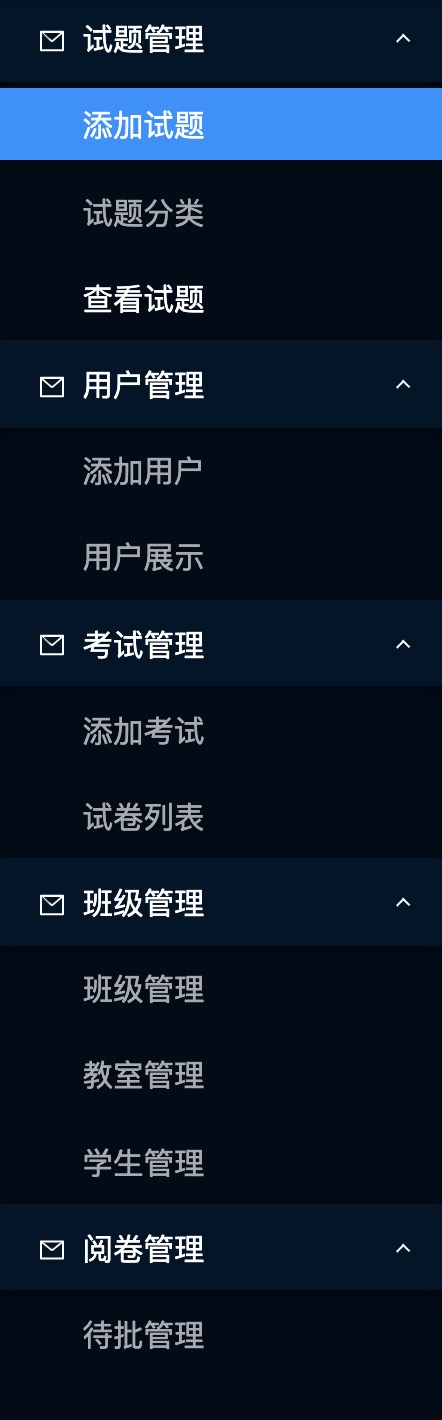 试题管理
添加试题
试题分类
查看试题
用户管理
添加用户
用户展示
考试管理
添加考试
试卷列表
班级管理
班级管理
教室管理
学生管理
阅卷管理
待批管理